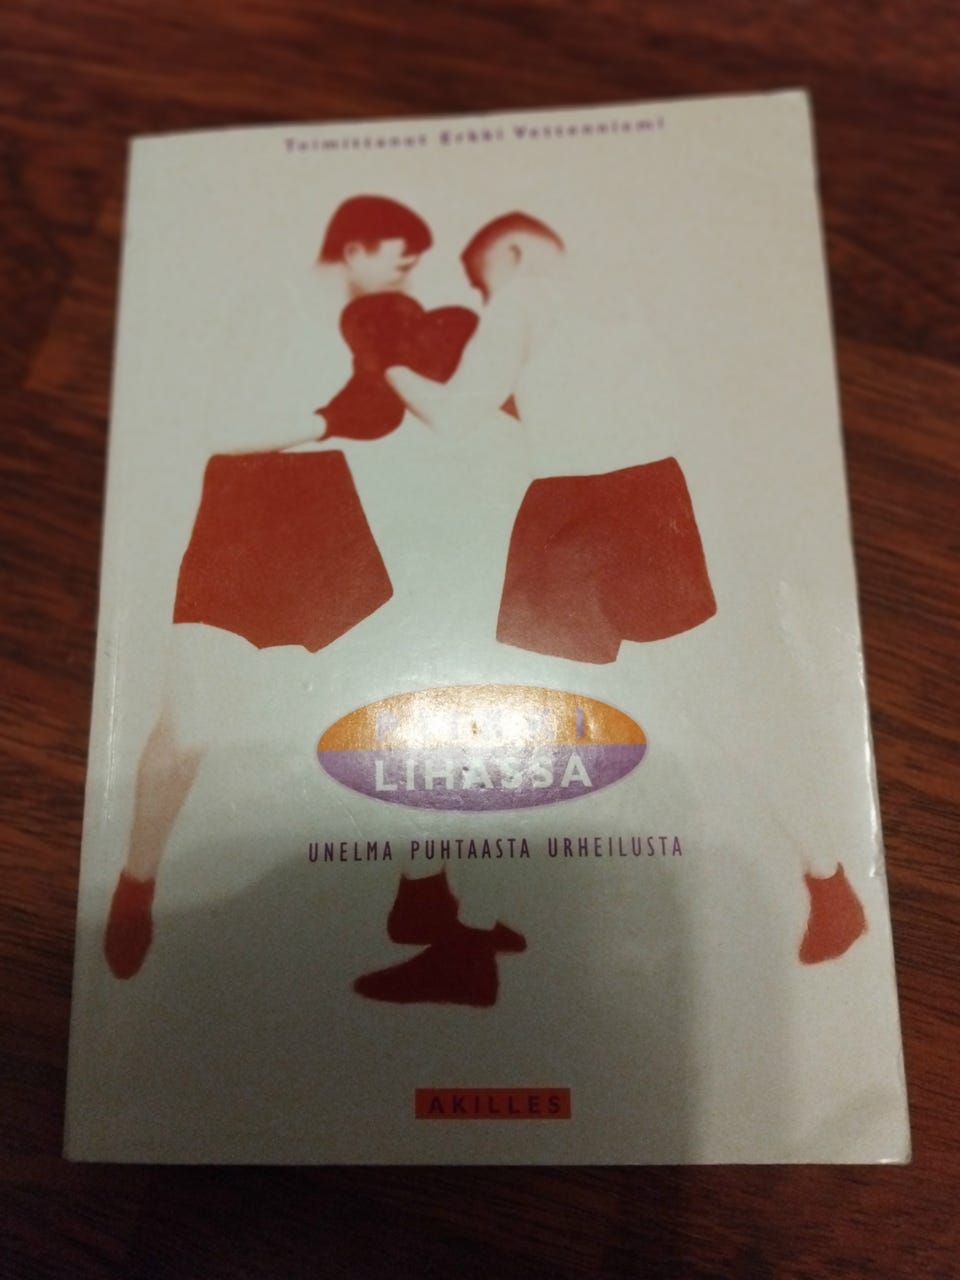 Toimittanut Erkki Vettenniemi
LIHASSA
UNELMA PUHTAASTA URHEILUSTA
AKILLES